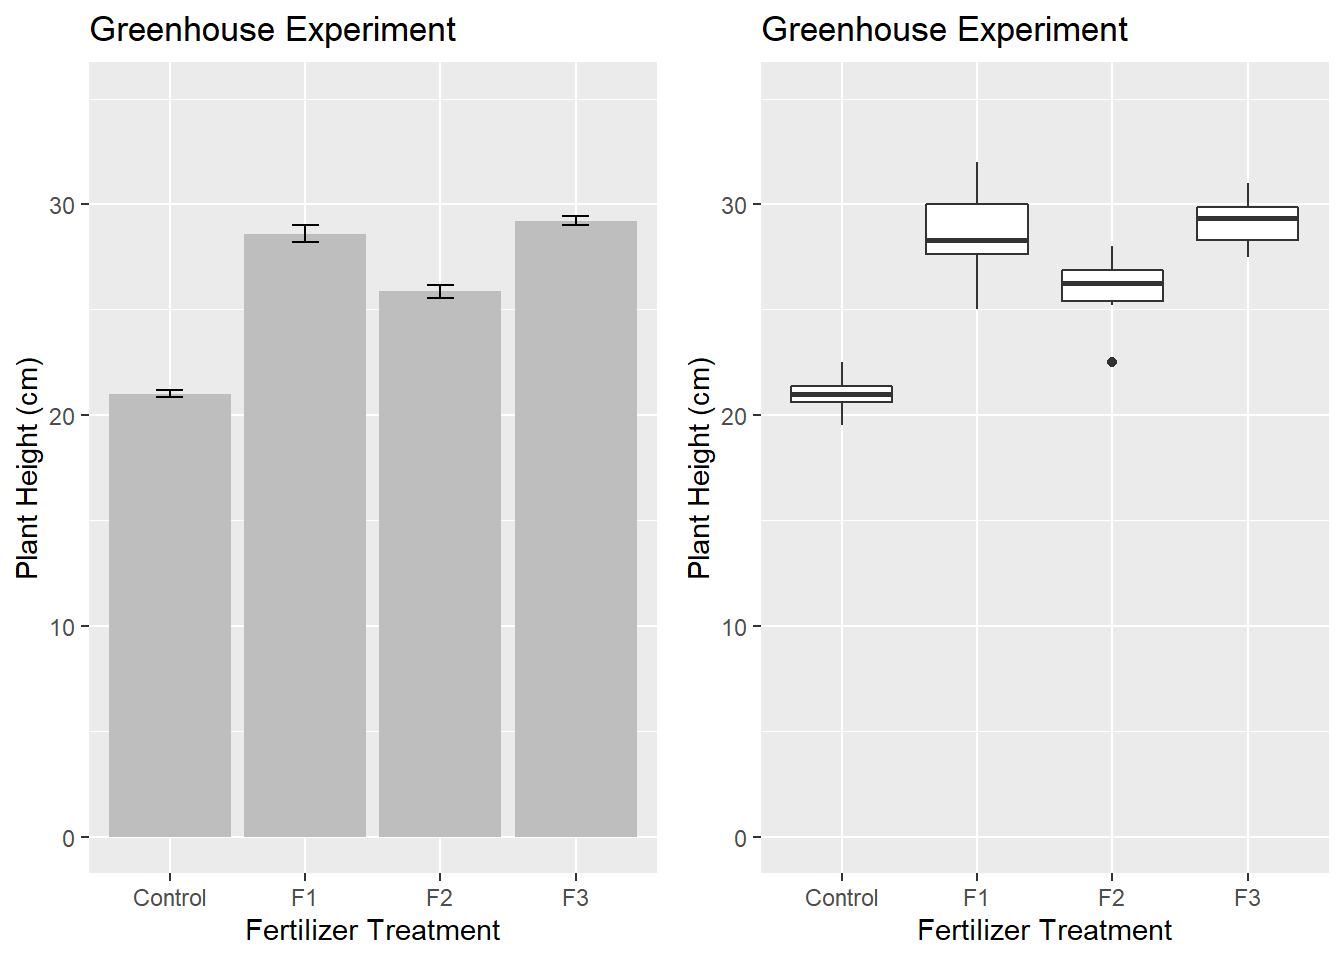 Greenhouse Experiment
Plant Height (cm)
30
20
10
0
Control F1 F2 F3
Fertilizer Treatment
Greenhouse Experiment
Plant Height (cm)
30
20
10
0
Control F1 F2 F3
Fertilizer Treatment